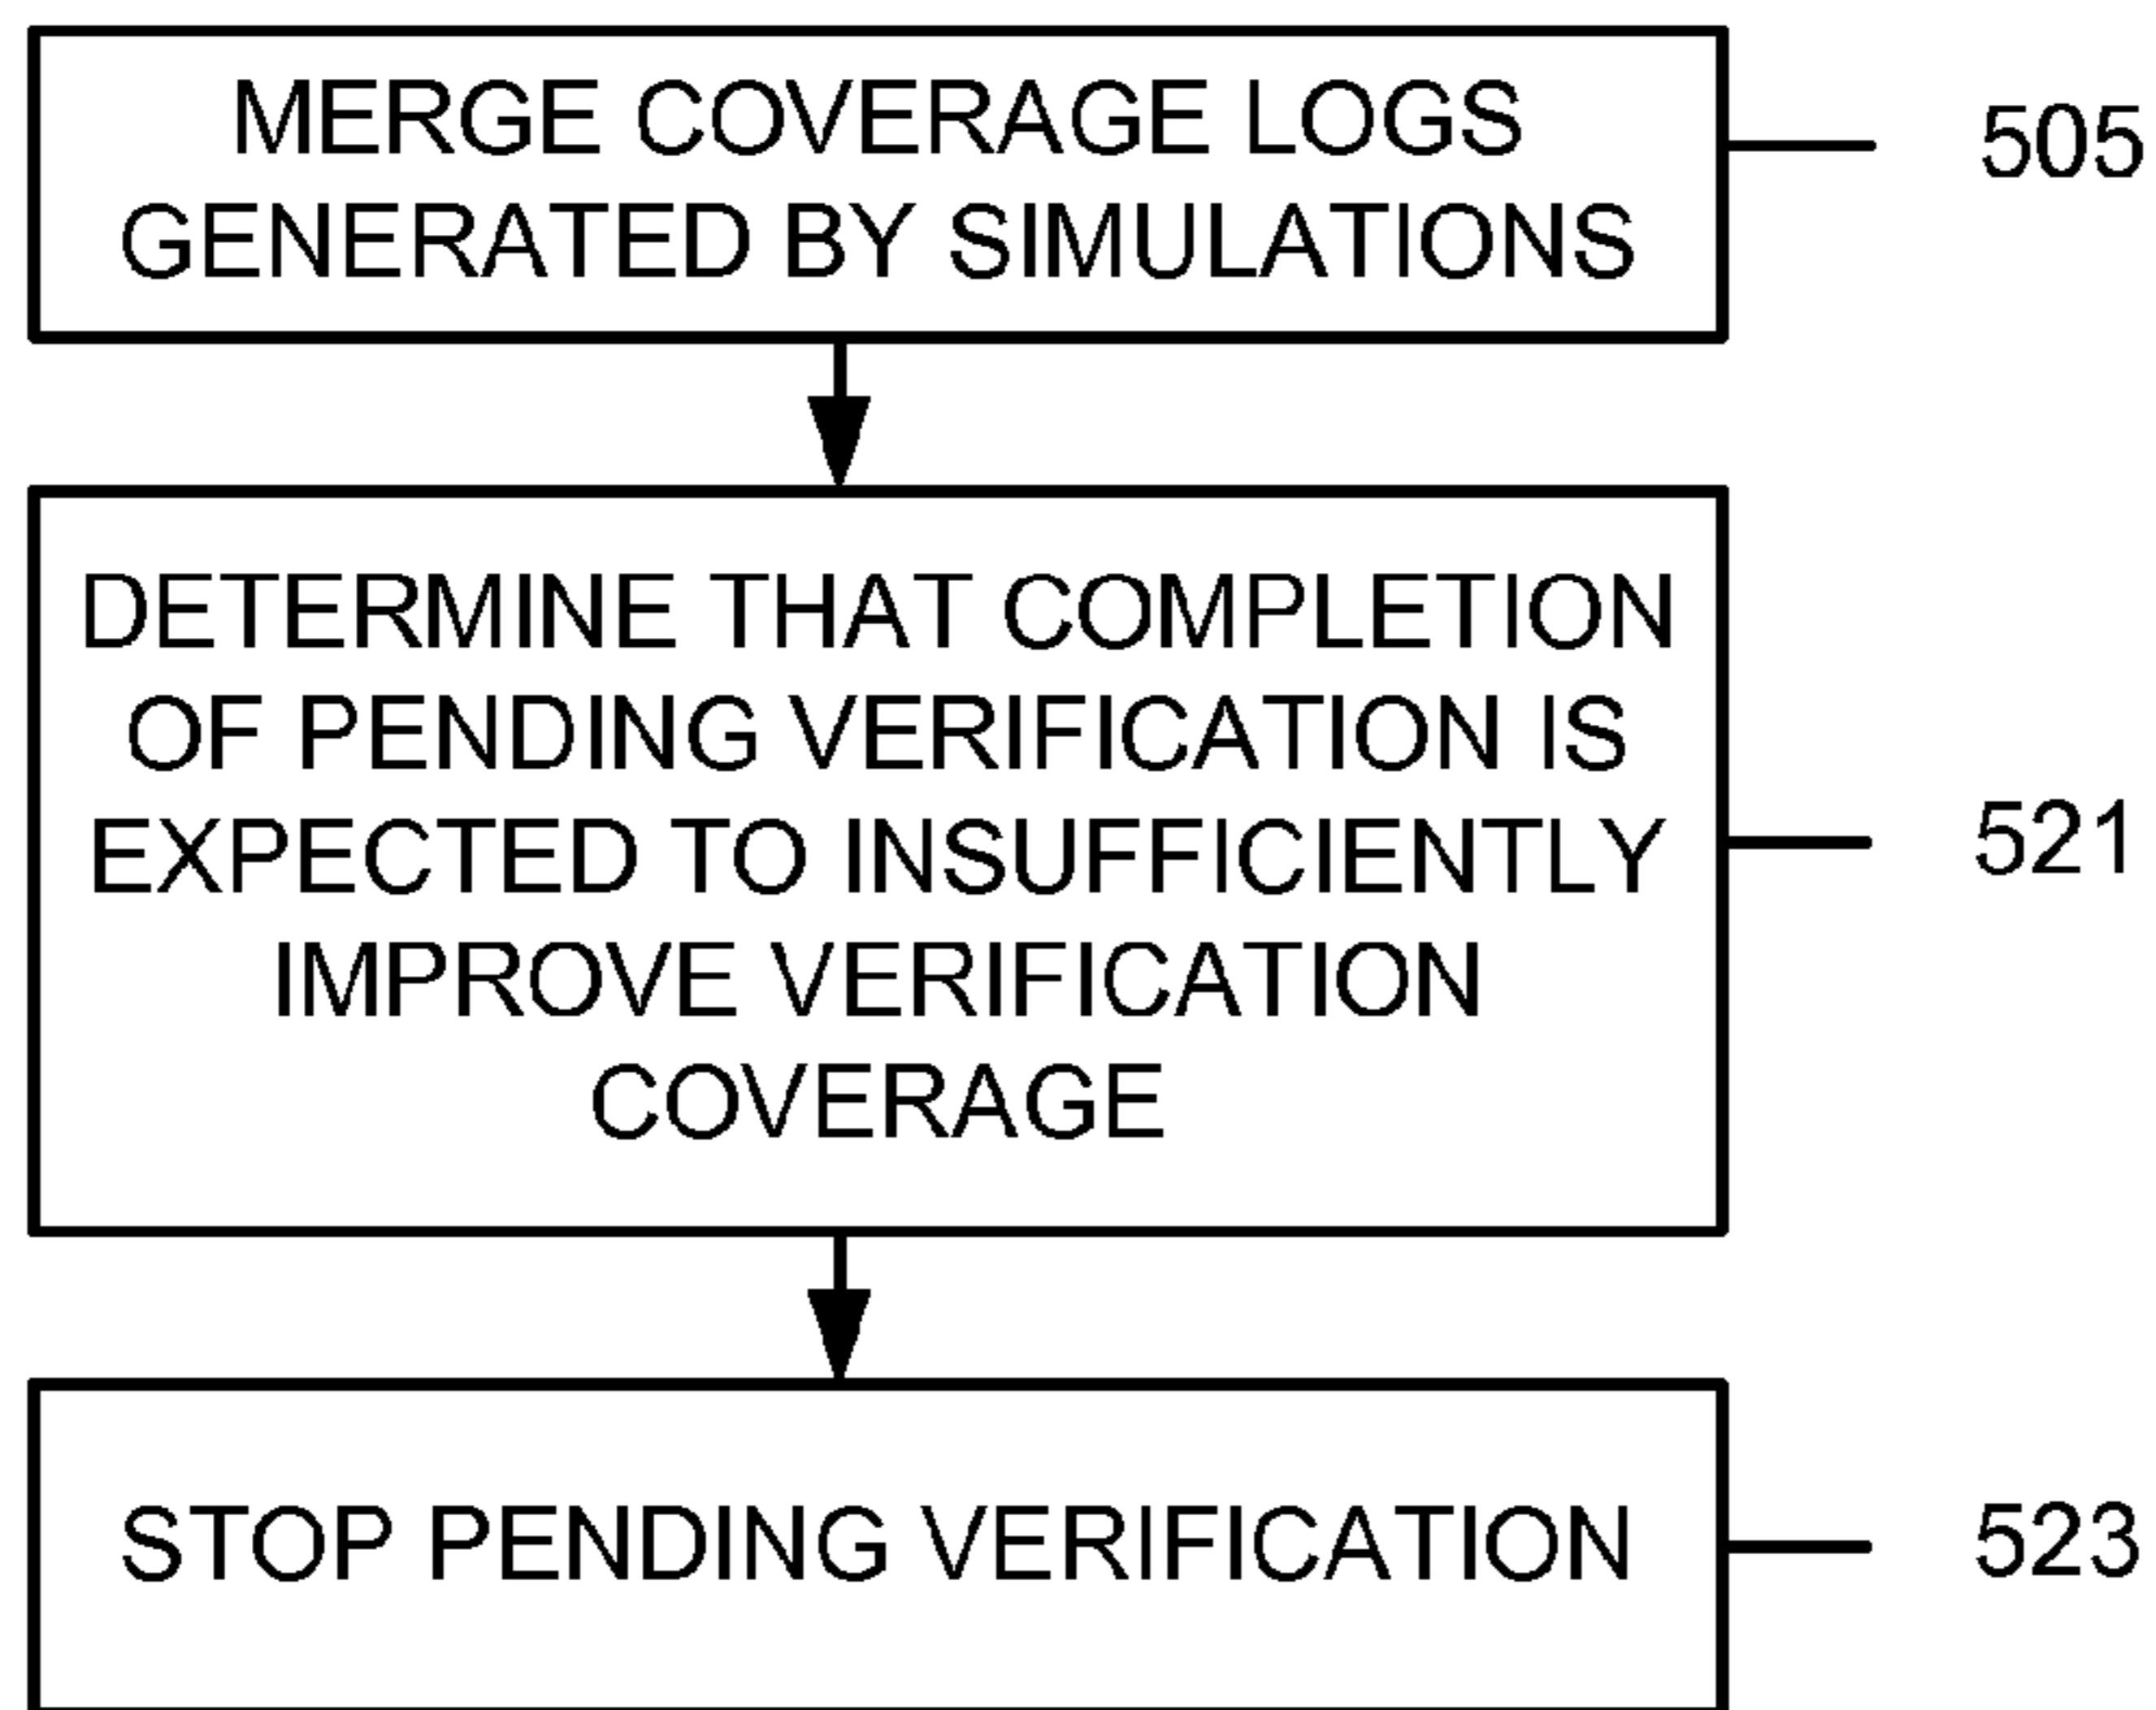 MERGE COVERAGE LOGS
GENERATED BY SIMULATIONS
505
DETERMINE THAT COMPLETION
OF PENDING VERIFICATION IS
EXPECTED TO INSUFFICIENTLY
IMPROVE VERIFICATION
COVERAGE
521
STOP PENDING VERIFICATION
523